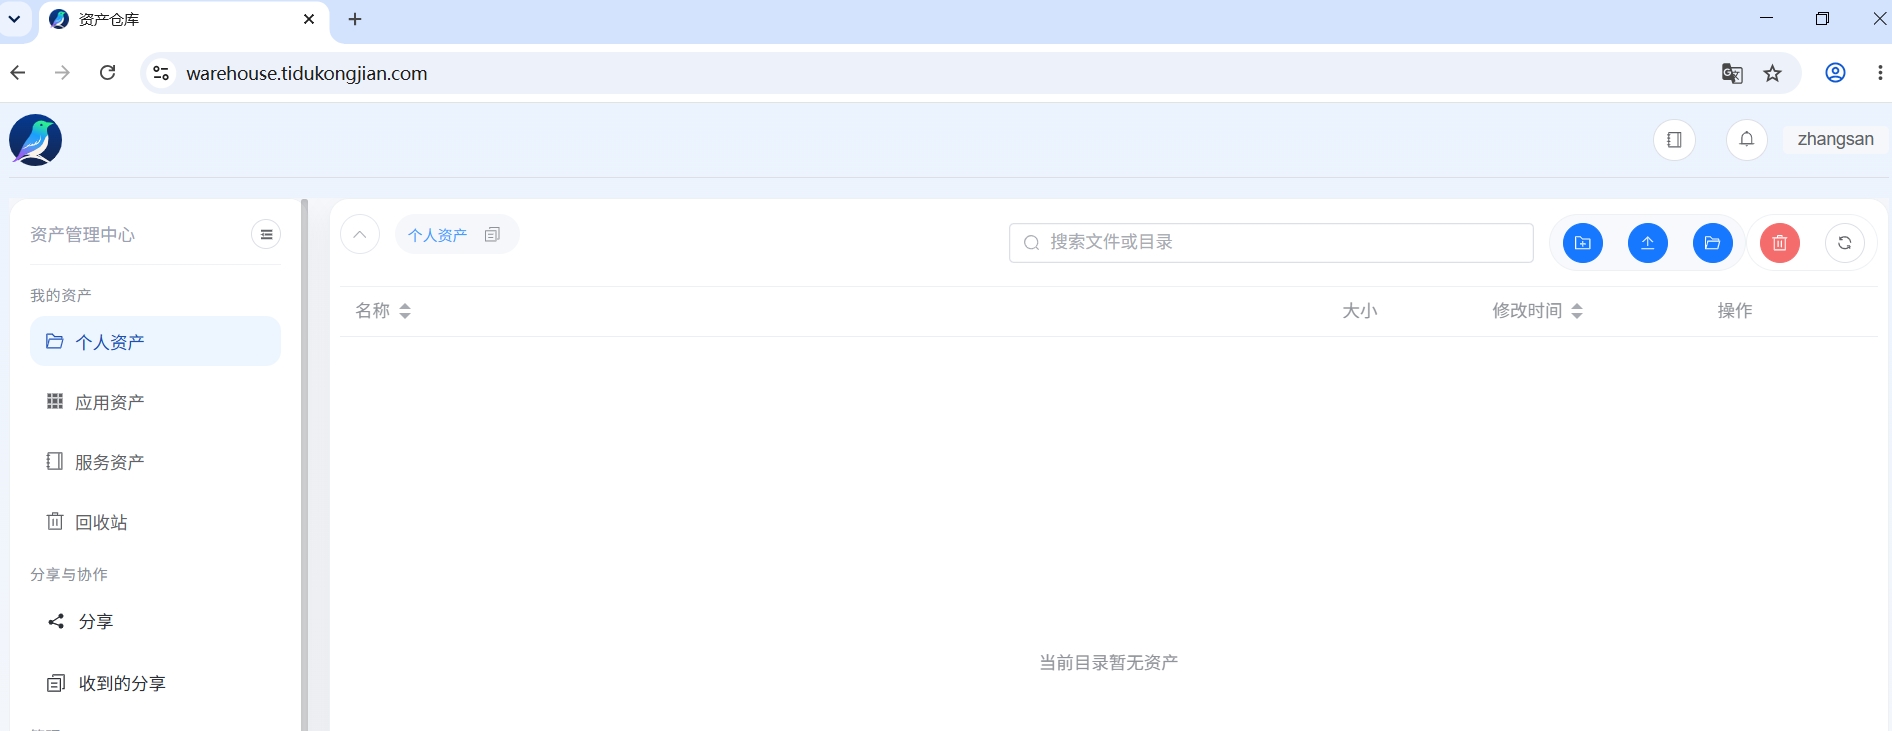 资产仓库
warehouse.tidukongjian.com
zhangsan
资产管理中心
个人资产
搜索文件或目录
我的资产
名称
大小
修改时间
操作
个人资产
应用资产
服务资产
回收站
分享与协作
分享
当前目录暂无资产
收到的分享